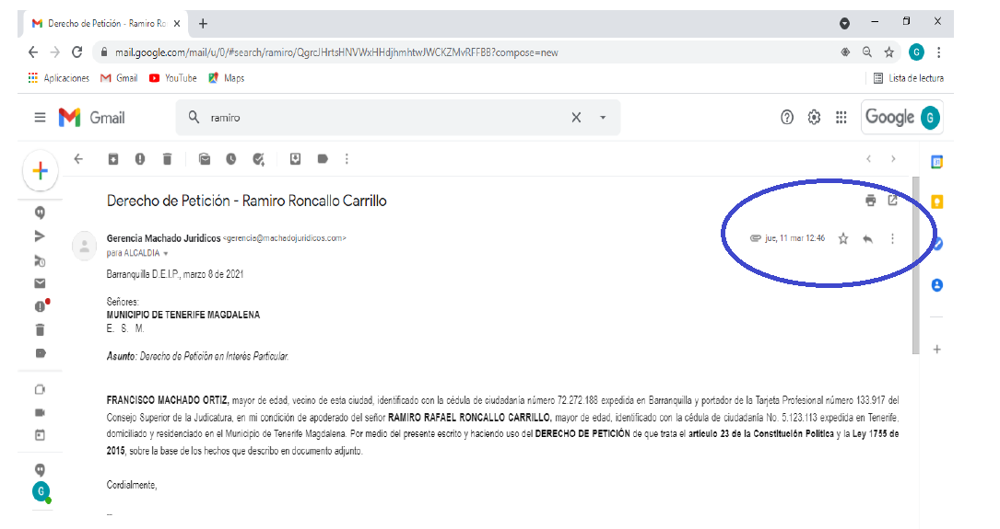 Derecho de Petición - Ramiro Ro
mail.google.com/mail/u/0/#search/ramiro/QgrcJHrtsHNVWxHHdjhmhtwJWCKZMvRFFBB?compose=new
G
Aplicaciones Gmail YouTube Maps Lista de lectura
Gmail ramiro Google G
Derecho de Petición - Ramiro Roncallo Carrillo
Gerencia Machado Juridicos <gerencia@machadojuridicos.com> jue, 11 mar 12:46
para ALCALDIA
Barranquilla D.E.I.P., marzo 8 de 2021
Señores:
MUNICIPIO DE TENERIFE MAGDALENA
E. S. M.
Asunto: Derecho de Petición en Interés Particular.
FRANCISCO MACHADO ORTIZ, mayor de edad, vecino de esta ciudad, identificado con la cédula de ciudadanía número 72.272.188 expedida en Barranquilla y portador de la Tarjeta Profesional número 133.917 del
Consejo Superior de la Judicatura, en mi condición de apoderado del señor RAMIRO RAFAEL RONCALLO CARRILLO, mayor de edad, identificado con la cédula de ciudadanía No. 5.123.113 expedida en Tenerife,
domiciliado y residenciado en el Municipio de Tenerife Magdalena. Por medio del presente escrito y haciendo uso del DERECHO DE PETICIÓN de que trata el artículo 23 de la Constitución Política y la Ley 1755 de
2015, sobre la base de los hechos que describo en documento adjunto.
Cordialmente,
--
G